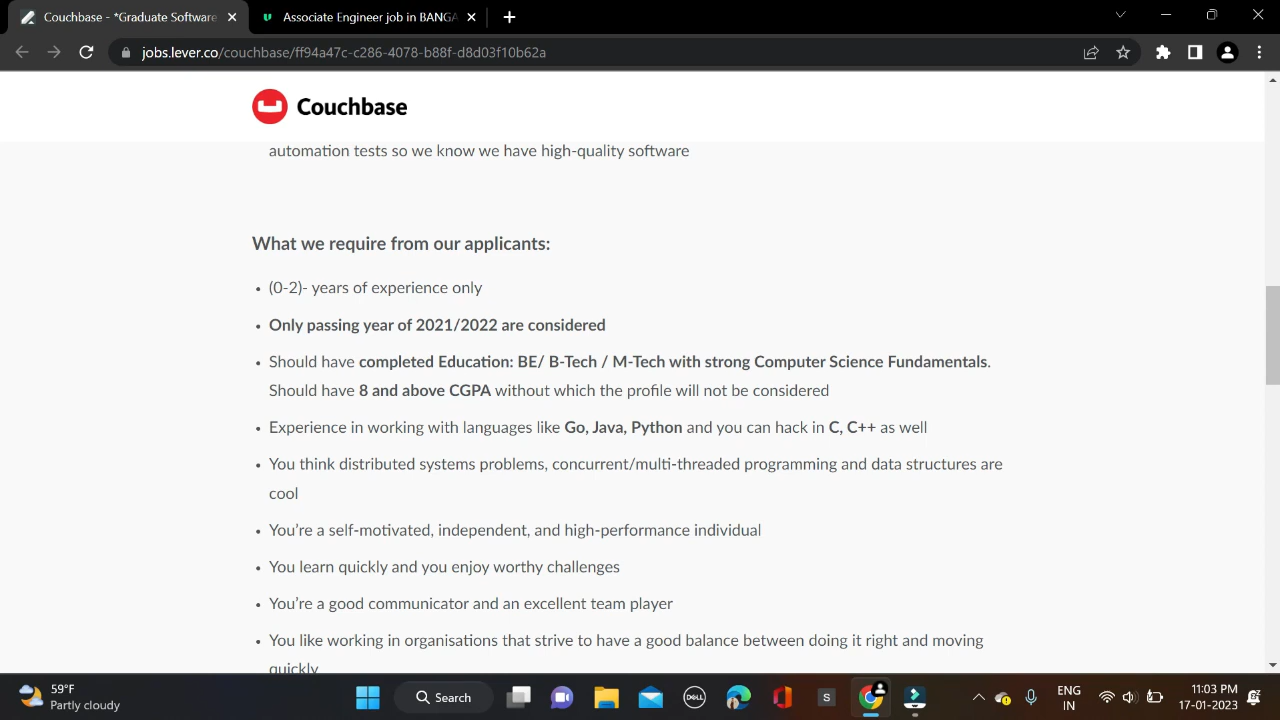 Couchbase - *Graduate Software
Associate Engineer job in BANGA
jobs.lever.co/couchbase/ff94a47c-c286-4078-b88f-d8d03f10b62a
Couchbase
automation tests so we know we have high-quality software
What we require from our applicants:
(0-2)- years of experience only
Only passing year of 2021/2022 are considered
Should have completed Education: BE/ B-Tech / M-Tech with strong Computer Science Fundamentals.
Should have 8 and above CGPA without which the profile will not be considered
Experience in working with languages like Go, Java, Python and you can hack in C, C++ as well
You think distributed systems problems, concurrent/multi-threaded programming and data structures are
cool
You’re a self-motivated, independent, and high-performance individual
You learn quickly and you enjoy worthy challenges
You’re a good communicator and an excellent team player
You like working in organisations that strive to have a good balance between doing it right and moving
quickly
59°F
Partly cloudy
Search
DELL
S
ENG
IN
11:03 PM
17-01-2023